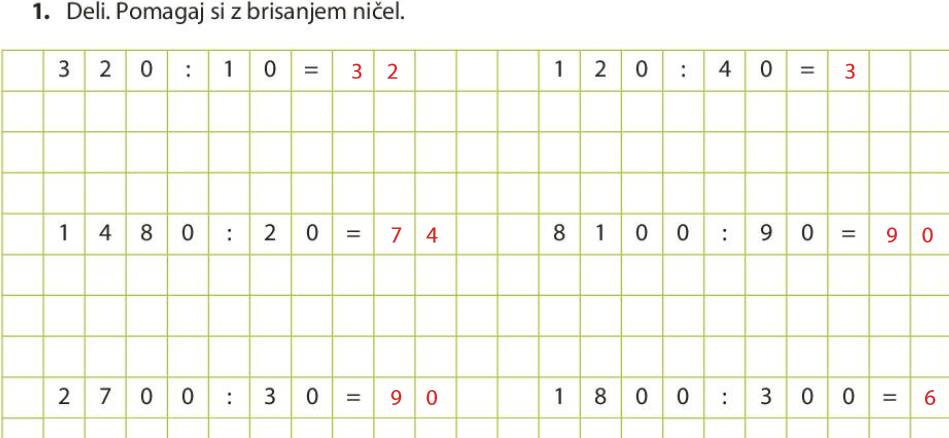 1. Deli. Pomagaj si z brisanjem ničel.
320:10=32 120:40=3
1480:20=74 8100:90=90
2700:30=90 1800:300=6